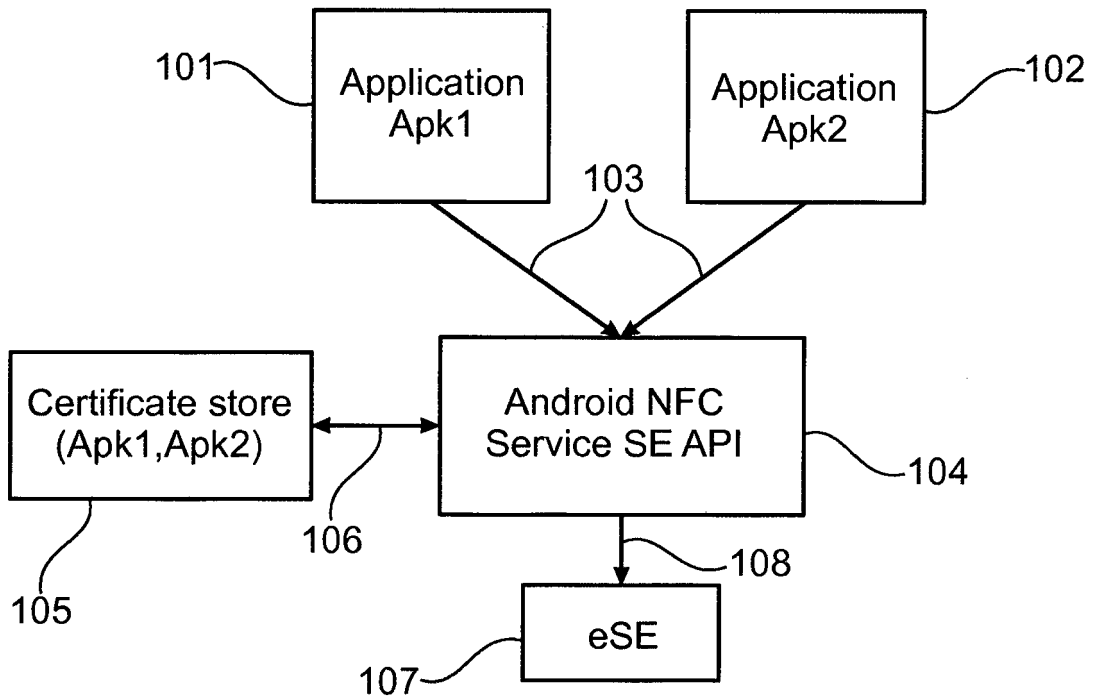 101
Application
Apk1
Application
Apk2
102
103
Certificate store
(Apk1,Apk2)
Android NFC
Service SE API
104
106
105
108
eSE
107